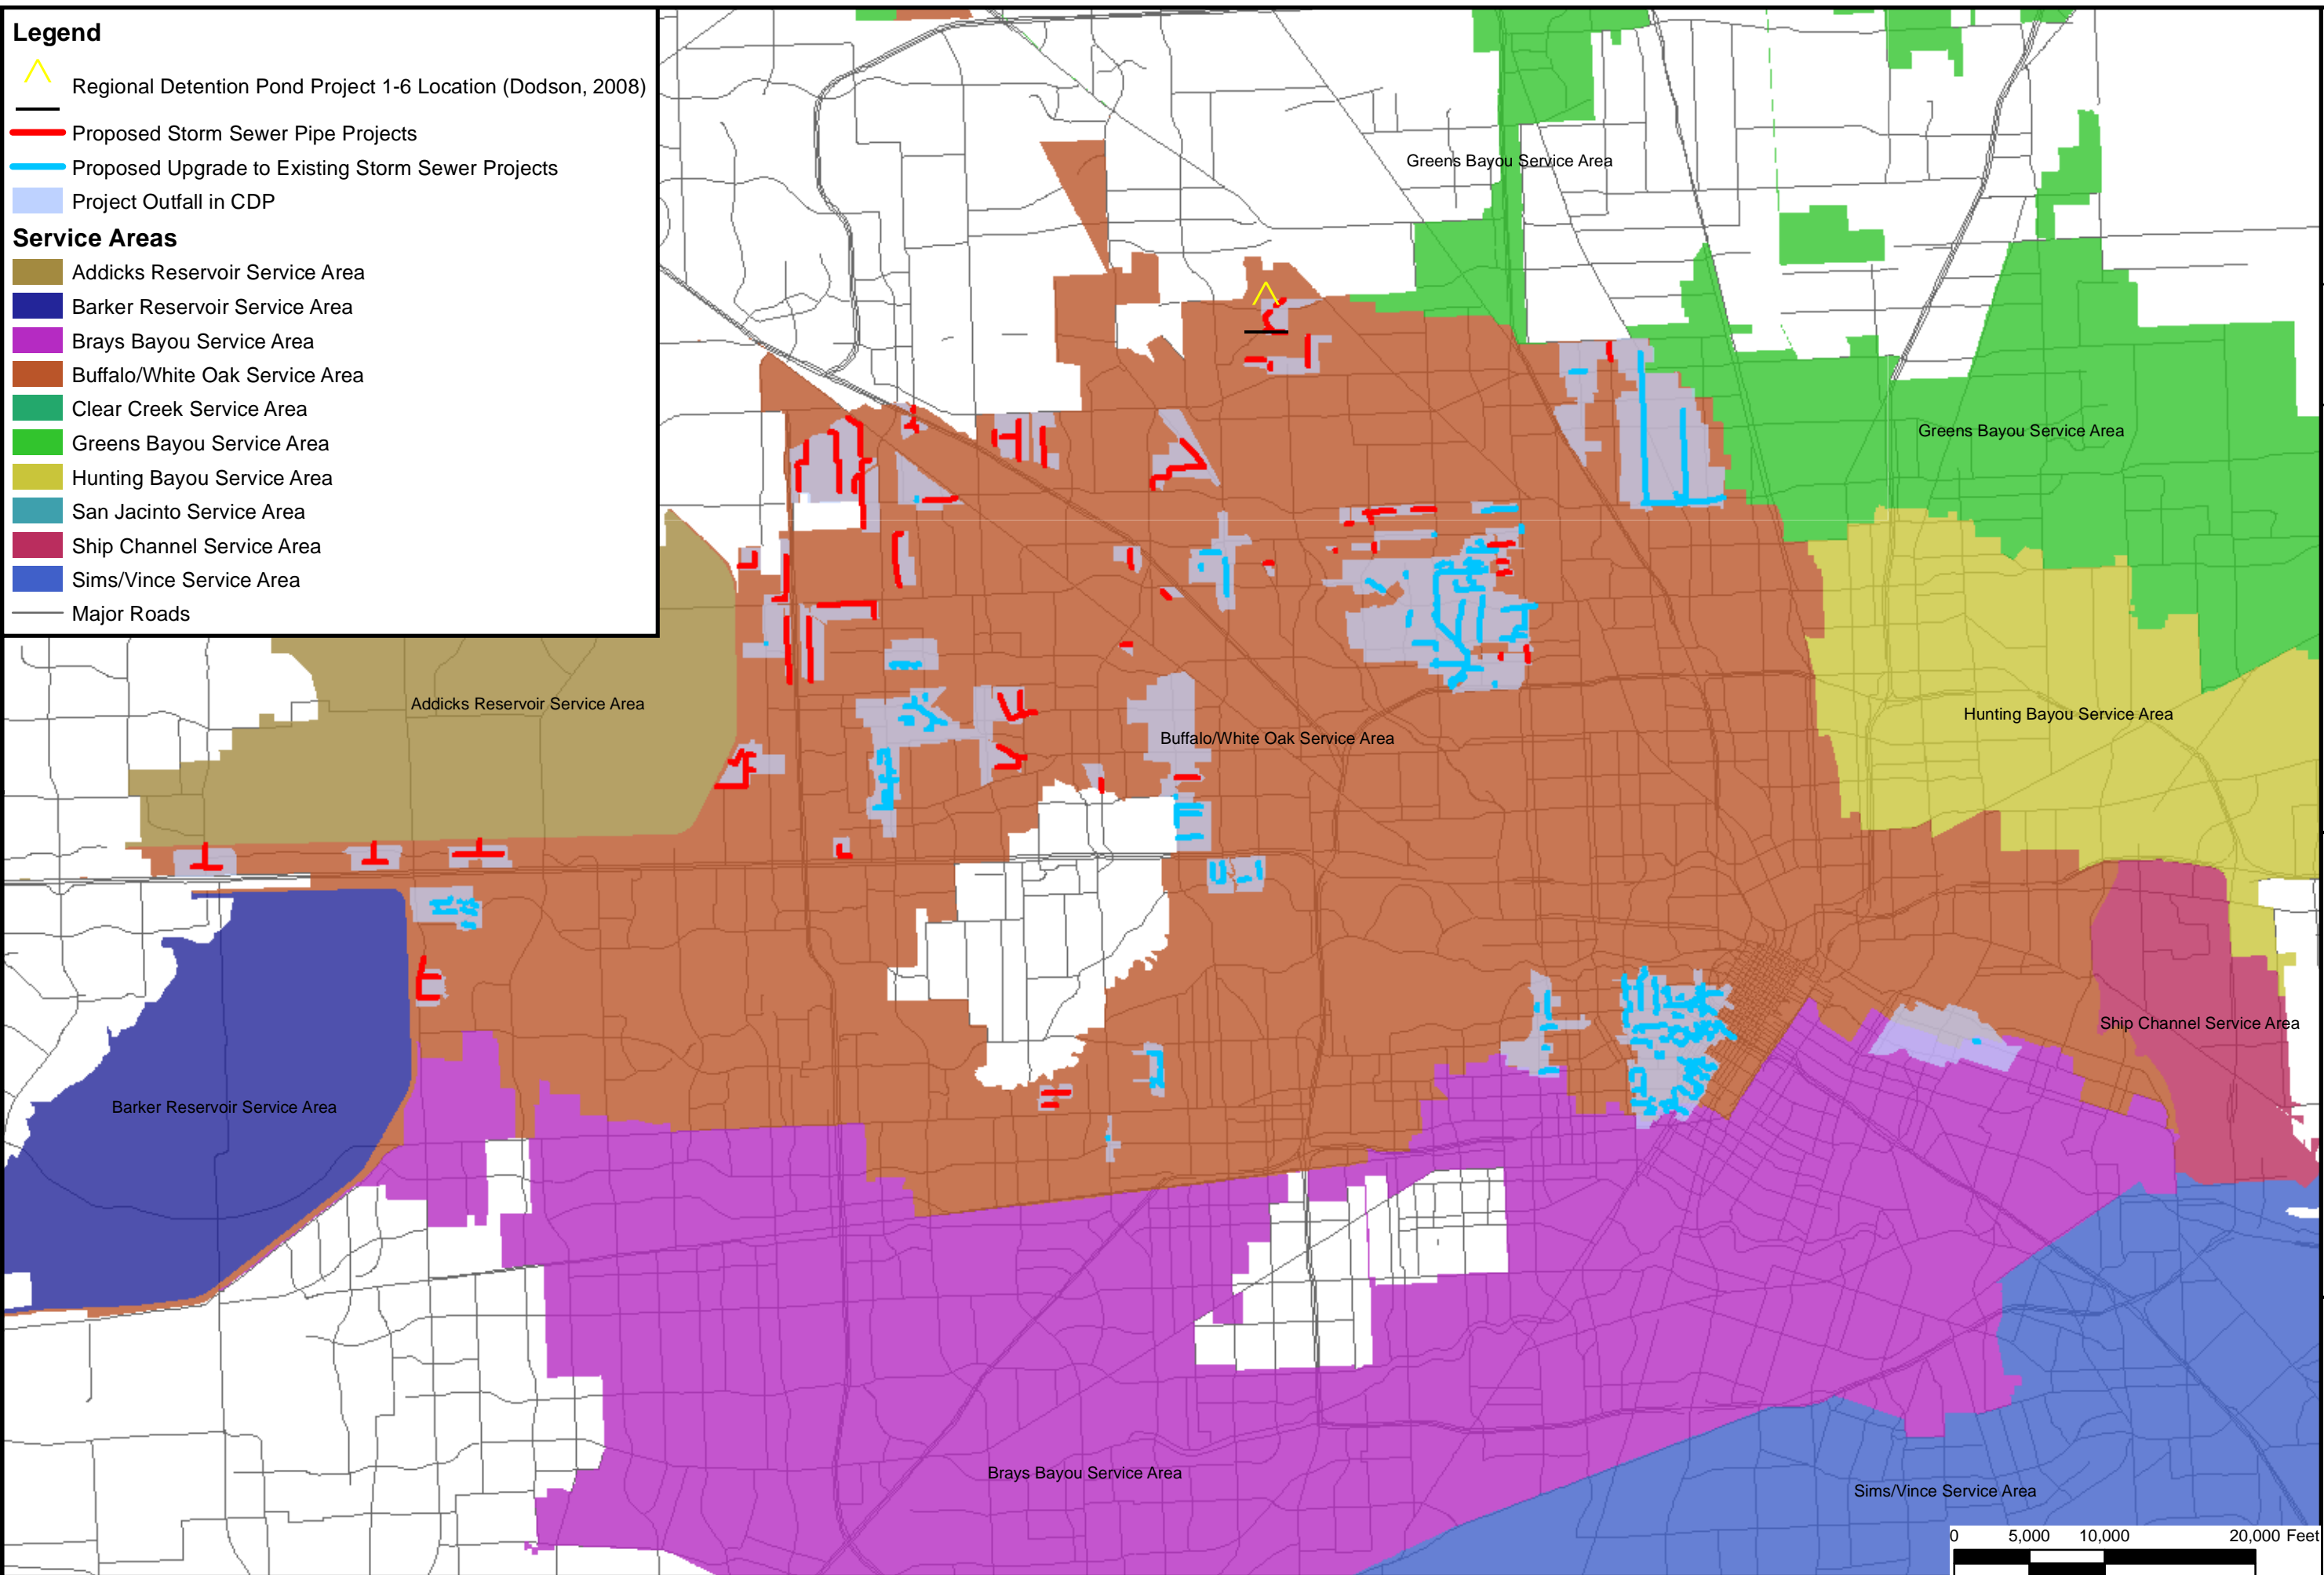 Legend
Regional Detention Pond Project 1-6 Location (Dodson, 2008)
Proposed Storm Sewer Pipe Projects
Proposed Upgrade to Existing Storm Sewer Projects
Project Outfall in CDP
Service Areas
Addicks Reservoir Service Area
Barker Reservoir Service Area
Brays Bayou Service Area
Buffalo/White Oak Service Area
Clear Creek Service Area
Greens Bayou Service Area
Hunting Bayou Service Area
San Jacinto Service Area
Ship Channel Service Area
Sims/Vince Service Area
Major Roads
Greens Bayou Service Area
Greens Bayou Service Area
Addicks Reservoir Service Area
Hunting Bayou Service Area
Buffalo/White Oak Service Area
Ship Channel Service Area
Barker Reservoir Service Area
Brays Bayou Service Area
Sims/Vince Service Area
0 5,000 10,000 20,000 Feet